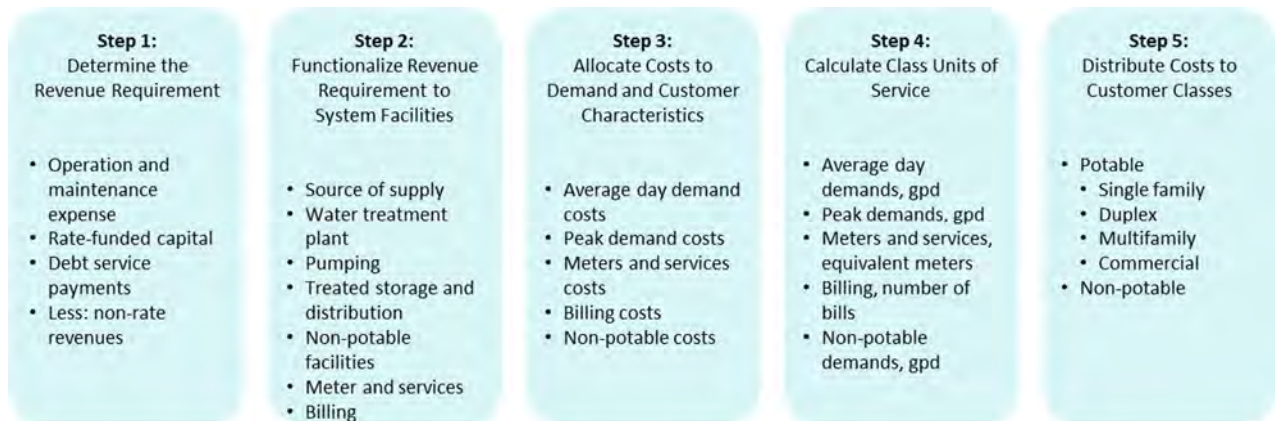 Step 1:
Determine the
Revenue Requirement
• Operation and
maintenance
expense
• Rate-funded capital
• Debt service
payments
• Less: non-rate
revenues
Step 2:
Functionalize Revenue
Requirement to
System Facilities
• Source of supply
• Water treatment
plant
• Pumping
• Treated storage and
distribution
• Non-potable
facilities
• Meter and services
• Billing
Step 3:
Allocate Costs to
Demand and Customer
Characteristics
• Average day demand
costs
• Peak demand costs
• Meters and services
costs
• Billing costs
• Non-potable costs
Step 4:
Calculate Class Units of
Service
• Average day
demands, gpd
• Peak demands, gpd
• Meters and services,
equivalent meters
• Billing, number of
bills
• Non-potable
demands, gpd
Step 5:
Distribute Costs to
Customer Classes
• Potable
• Single family
• Duplex
• Multifamily
• Commercial
• Non-potable